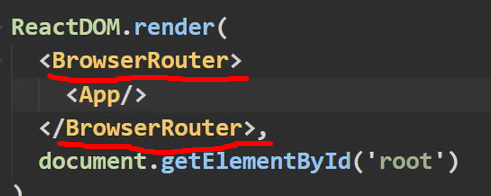 ReactDOM.render(
<BrowserRouter>
<App/>
</BrowserRouter>,
document.getElementById('root')
)